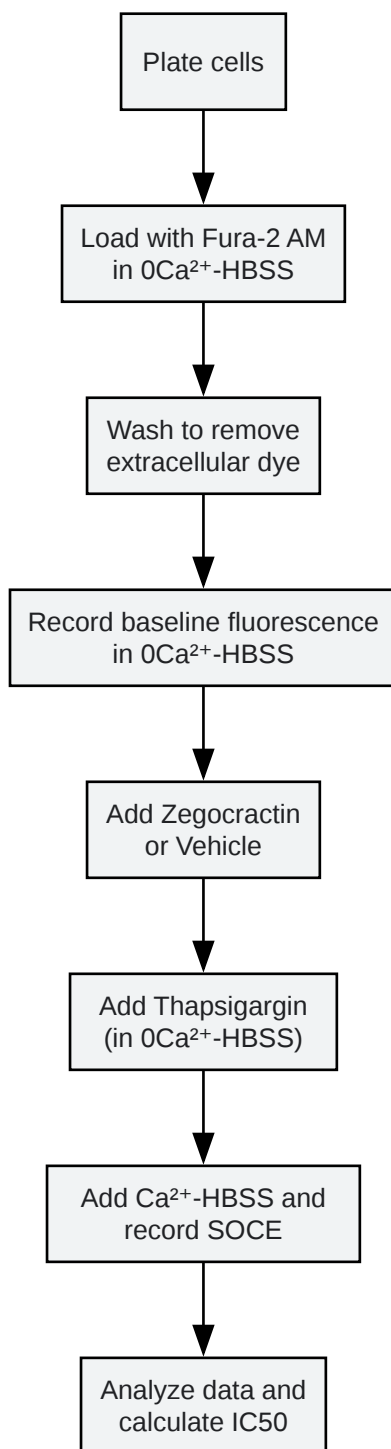 Plate cells
Load with Fura-2 AM
in 0Ca²⁺-HBSS
Wash to remove
extracellular dye
Record baseline fluorescence
in 0Ca²⁺-HBSS
Add Zegocractin
or Vehicle
Add Thapsigargin
(in 0Ca²⁺-HBSS)
Add Ca²⁺-HBSS and
record SOCE
Analyze data and
calculate IC50